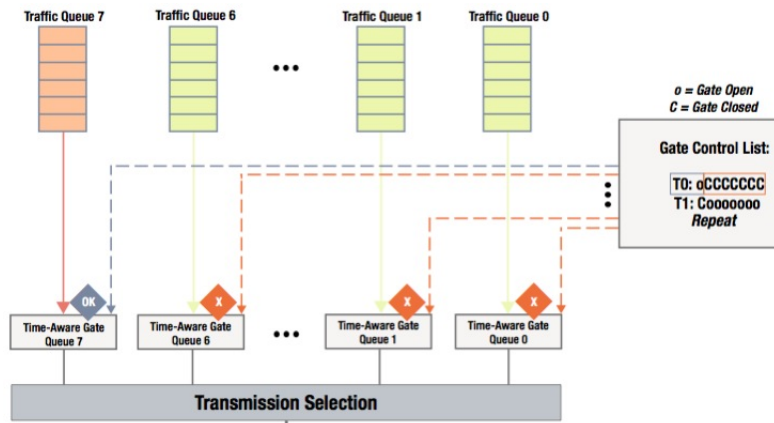 Traffic Queue 7
Traffic Queue 6
Traffic Queue 1
Traffic Queue 0
•••
o = Gate Open
C = Gate Closed
Gate Control List:
T0: oCCCCCCC
T1: Cooooooo
Repeat
OK
X
X
X
Time-Aware Gate
Queue 7
Time-Aware Gate
Queue 6
•••
Time-Aware Gate
Queue 1
Time-Aware Gate
Queue 0
Transmission Selection